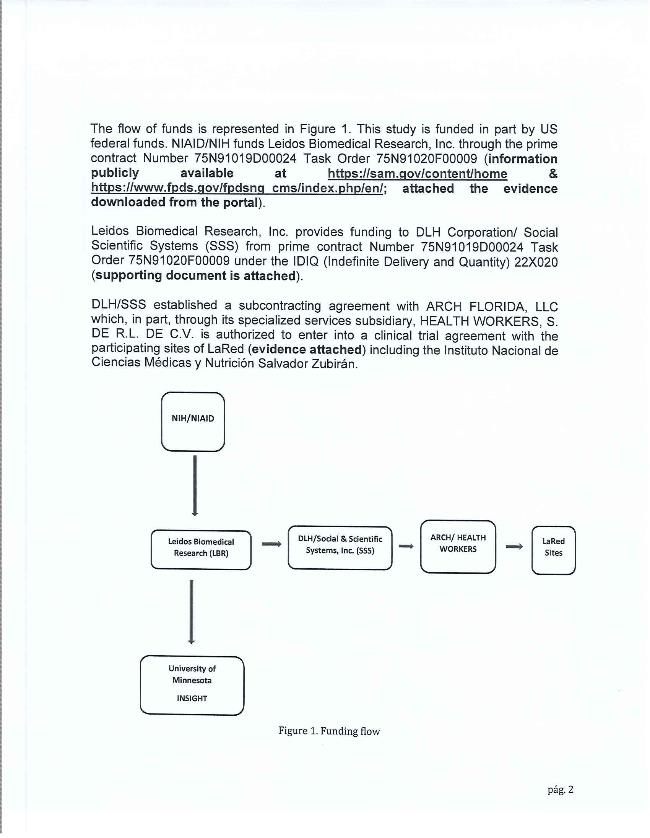 The flow of funds is represented in Figure 1. This study is funded in part by US
federal funds. NIAID/NIH funds Leidos Biomedical Research, Inc. through the prime
contract Number 75N91019D00024 Task Order 75N91020F00009 (information
publicly available at https://sam.gov/content/home &
https://www.fpds.gov/fpdsng_cms/index.php/en/; attached the evidence
downloaded from the portal).
Leidos Biomedical Research, Inc. provides funding to DLH Corporation/ Social
Scientific Systems (SSS) from prime contract Number 75N91019D00024 Task
Order 75N91020F00009 under the IDIQ (Indefinite Delivery and Quantity) 22X020
(supporting document is attached).
DLH/SSS established a subcontracting agreement with ARCH FLORIDA, LLC
which, in part, through its specialized services subsidiary, HEALTH WORKERS, S.
DE R.L. DE C.V. is authorized to enter into a clinical trial agreement with the
participating sites of LaRed (evidence attached) including the Instituto Nacional de
Ciencias Médicas y Nutrición Salvador Zubirán.
NIH/NIAID
Leidos Biomedical
Research (LBR)
DLH/Social & Scientific
Systems, Inc. (SSS)
ARCH/ HEALTH
WORKERS
LaRed
Sites
University of
Minnesota
INSIGHT
Figure 1. Funding flow
pág. 2